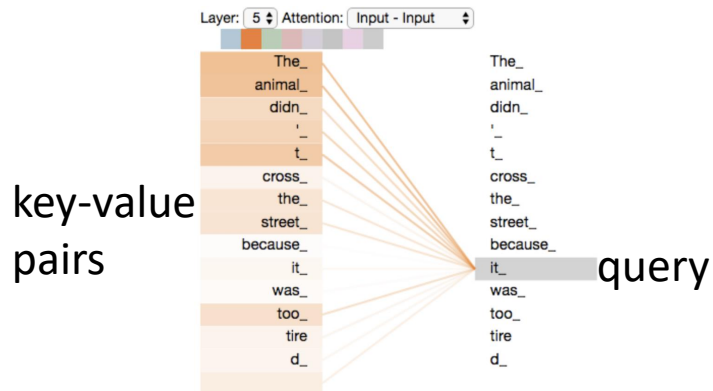 Layer: 5 Attention: Input - Input
The_ The_
animal_ animal_
didn_ didn_
'_ '_
t_ t_
cross_ cross_
the_ the_
street_ street_
because_ because_
it_ it_
was_ was_
too_ too_
tire tire
d_ d_
key-value
pairs
query